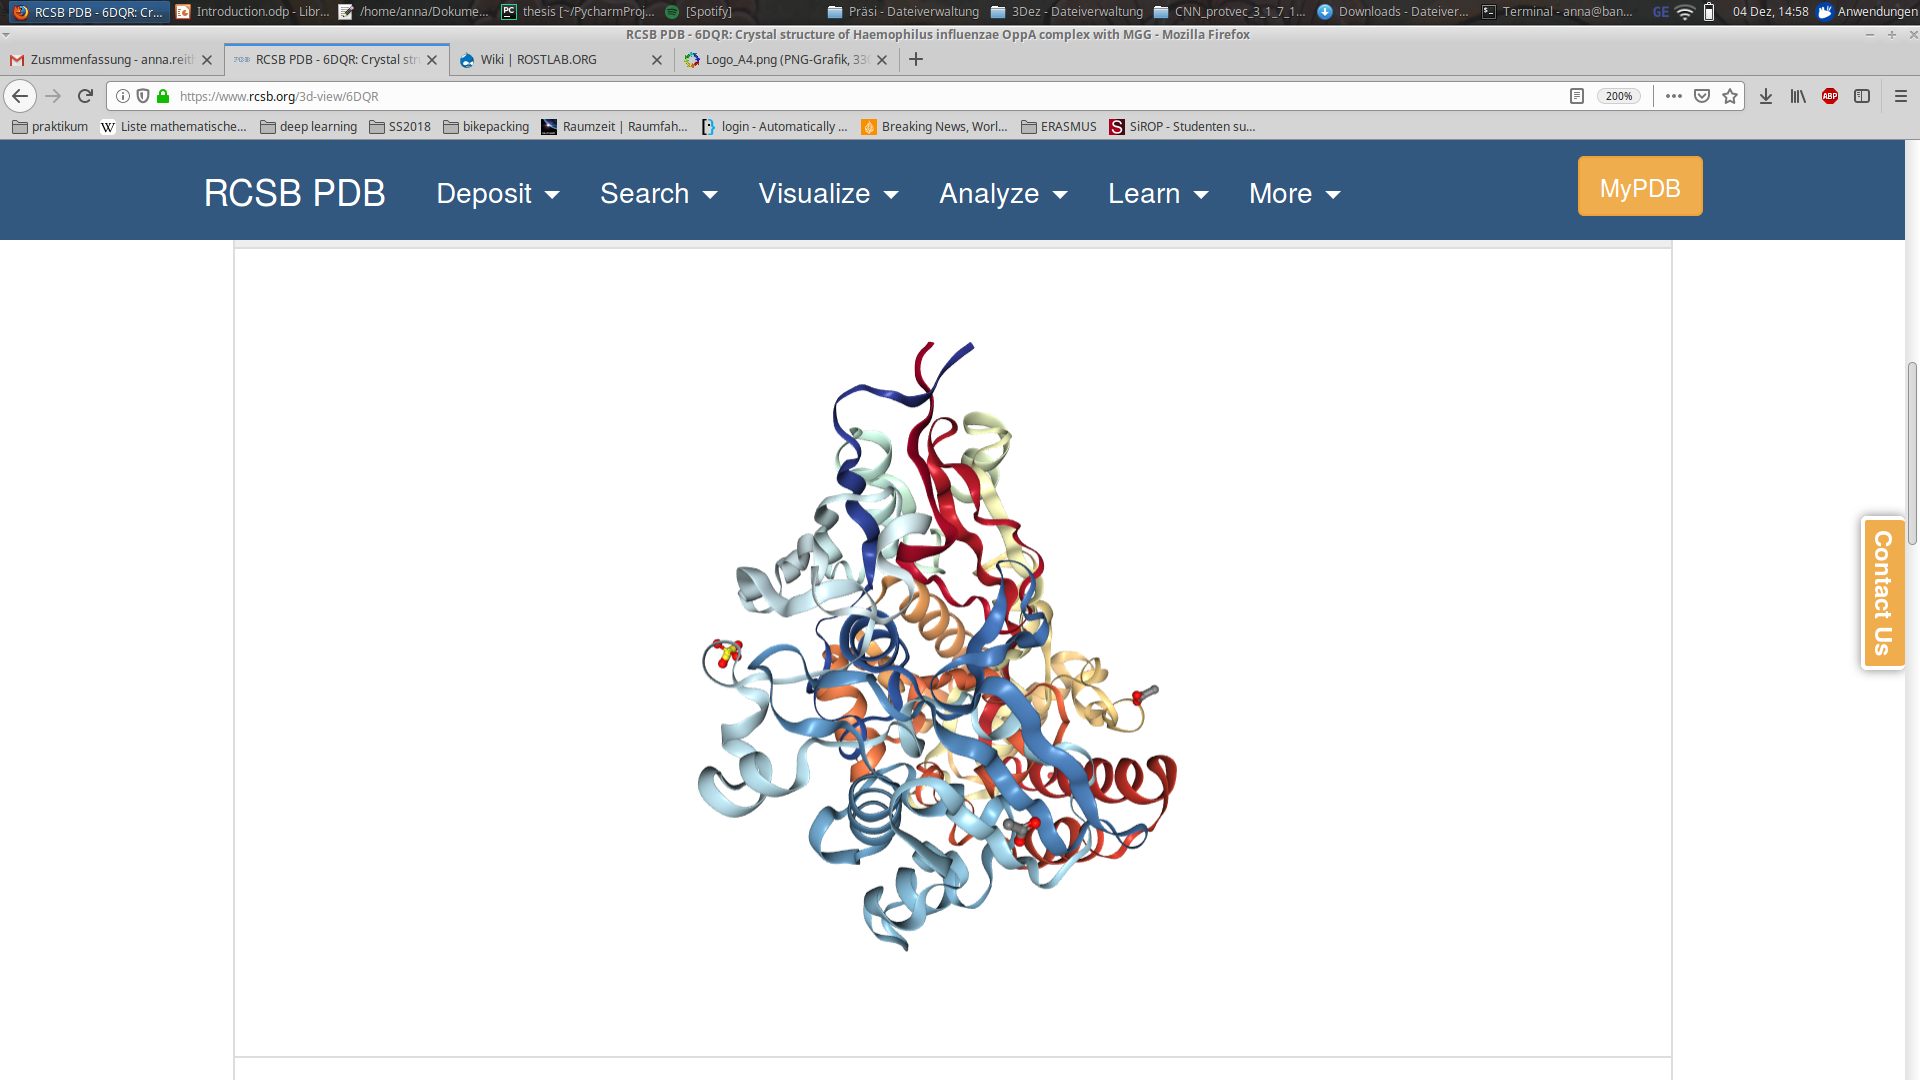 RCSB PDB - 6DQR: Cr...
Introduction.odp - Libr...
/home/anna/Dokume...
thesis [~/PycharmProj...
[Spotify]
Präsi - Dateiverwaltung
3Dez - Dateiverwaltung
CNN_protvec_3_1_7_1...
Downloads - Dateiver...
Terminal - anna@ban...
GE
04 Dez, 14:58
Anwendungen
RCSB PDB - 6DQR: Crystal structure of Haemophilus influenzae OppA complex with MGG - Mozilla Firefox
Zusmmenfassung - anna.reit
RCSB PDB - 6DQR: Crystal str
Wiki | ROSTLAB.ORG
Logo_A4.png (PNG-Grafik, 33
https://www.rcsb.org/3d-view/6DQR
200%
ABP
praktikum
Liste mathematische...
deep learning
SS2018
bikepacking
Raumzeit | Raumfah...
login - Automatically ...
Breaking News, Worl...
ERASMUS
SiROP - Studenten su...
RCSB PDB
Deposit
Search
Visualize
Analyze
Learn
More
MyPDB
Contact Us